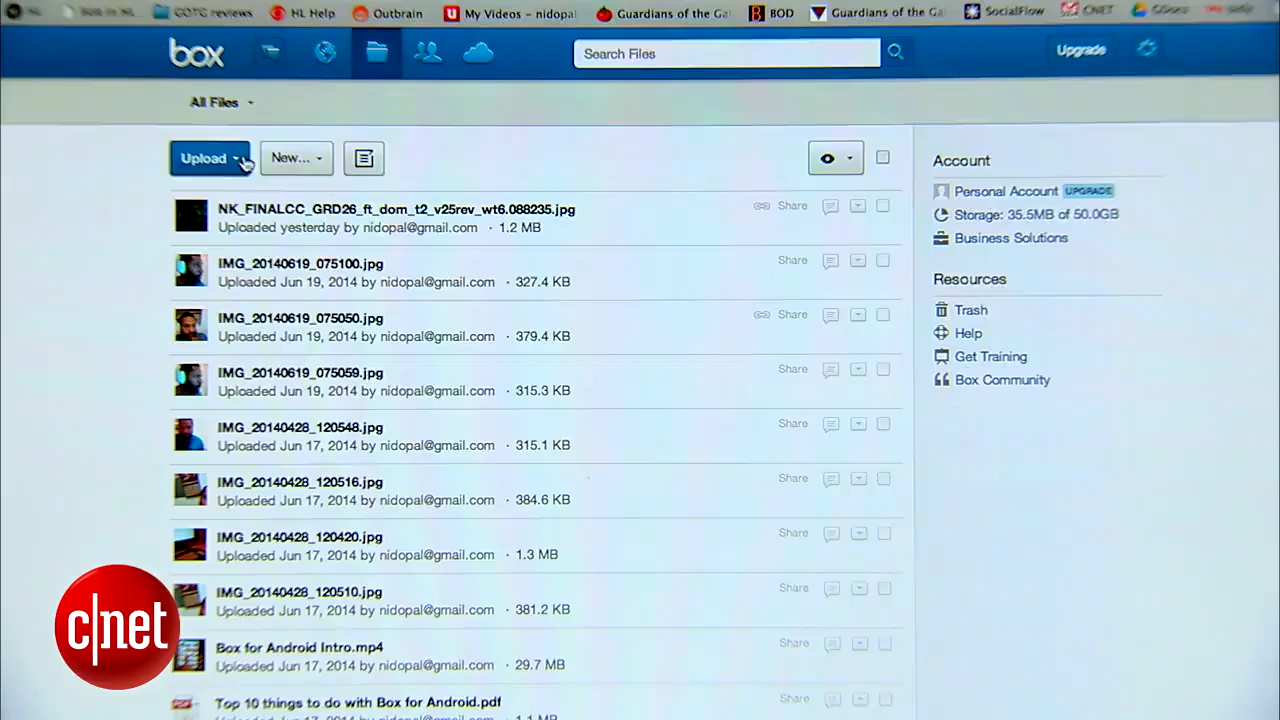 GOTG reviews
HL Help
Outbrain
My Videos – nidopal
Guardians of the Ga
BOD
Guardians of the Ga
SocialFlow
CNET
box
Search Files
Upgrade
All Files
Upload
New...
NK_FINALCC_GRD26_ft_dom_t2_v25rev_wt6.088235.jpg
Share
Uploaded yesterday by nidopal@gmail.com · 1.2 MB
IMG_20140619_075100.jpg
Share
Uploaded Jun 19, 2014 by nidopal@gmail.com · 327.4 KB
IMG_20140619_075050.jpg
Share
Uploaded Jun 19, 2014 by nidopal@gmail.com · 379.4 KB
IMG_20140619_075059.jpg
Share
Uploaded Jun 19, 2014 by nidopal@gmail.com · 315.3 KB
IMG_20140428_120548.jpg
Share
Uploaded Jun 17, 2014 by nidopal@gmail.com · 315.1 KB
IMG_20140428_120516.jpg
Share
Uploaded Jun 17, 2014 by nidopal@gmail.com · 384.6 KB
IMG_20140428_120420.jpg
Share
Uploaded Jun 17, 2014 by nidopal@gmail.com · 1.3 MB
IMG_20140428_120510.jpg
Share
Uploaded Jun 17, 2014 by nidopal@gmail.com · 381.2 KB
Box for Android Intro.mp4
Share
Uploaded Jun 17, 2014 by nidopal@gmail.com · 29.7 MB
Top 10 things to do with Box for Android.pdf
Share
Account
Personal Account UPGRADE
Storage: 35.5MB of 50.0GB
Business Solutions
Resources
Trash
Help
Get Training
Box Community
c|net